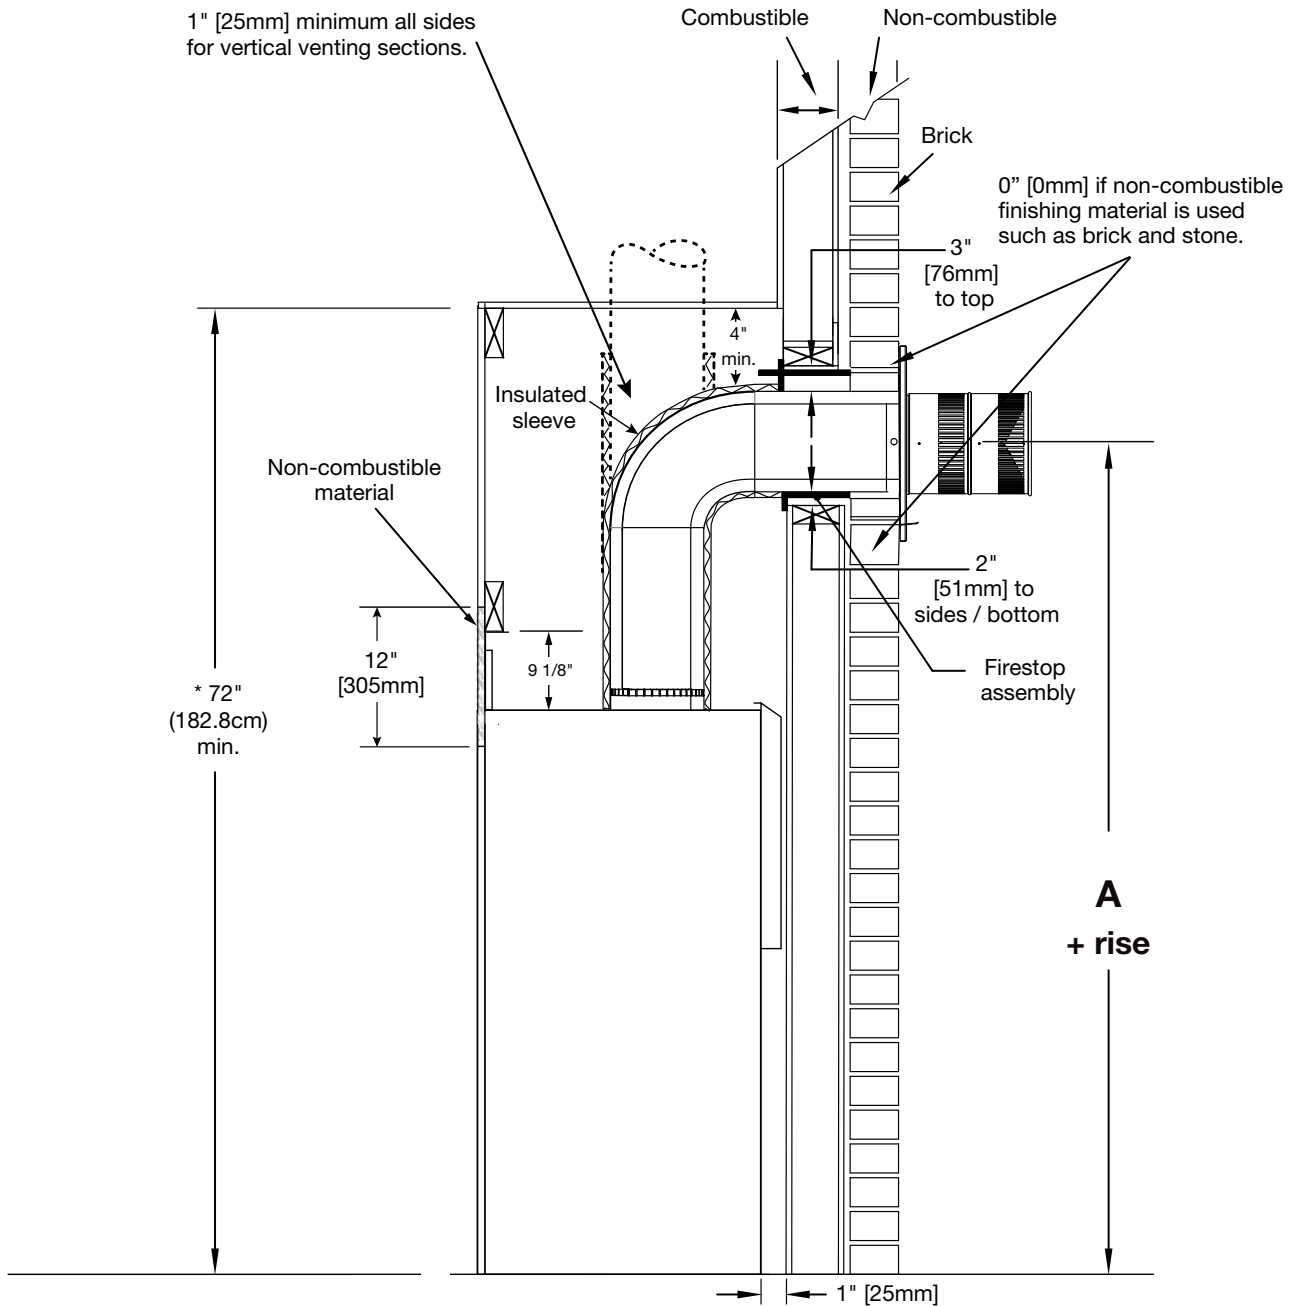 1" [25mm] minimum all sides
for vertical venting sections.
Combustible
Non-combustible
Brick
0” [0mm] if non-combustible
finishing material is used
such as brick and stone.
3"
[76mm]
to top
4"
min.
Insulated
sleeve
Non-combustible
material
2"
[51mm] to
sides / bottom
12"
[305mm]
9 1/8"
Firestop
assembly
* 72"
(182.8cm)
min.
A
+ rise
1" [25mm]